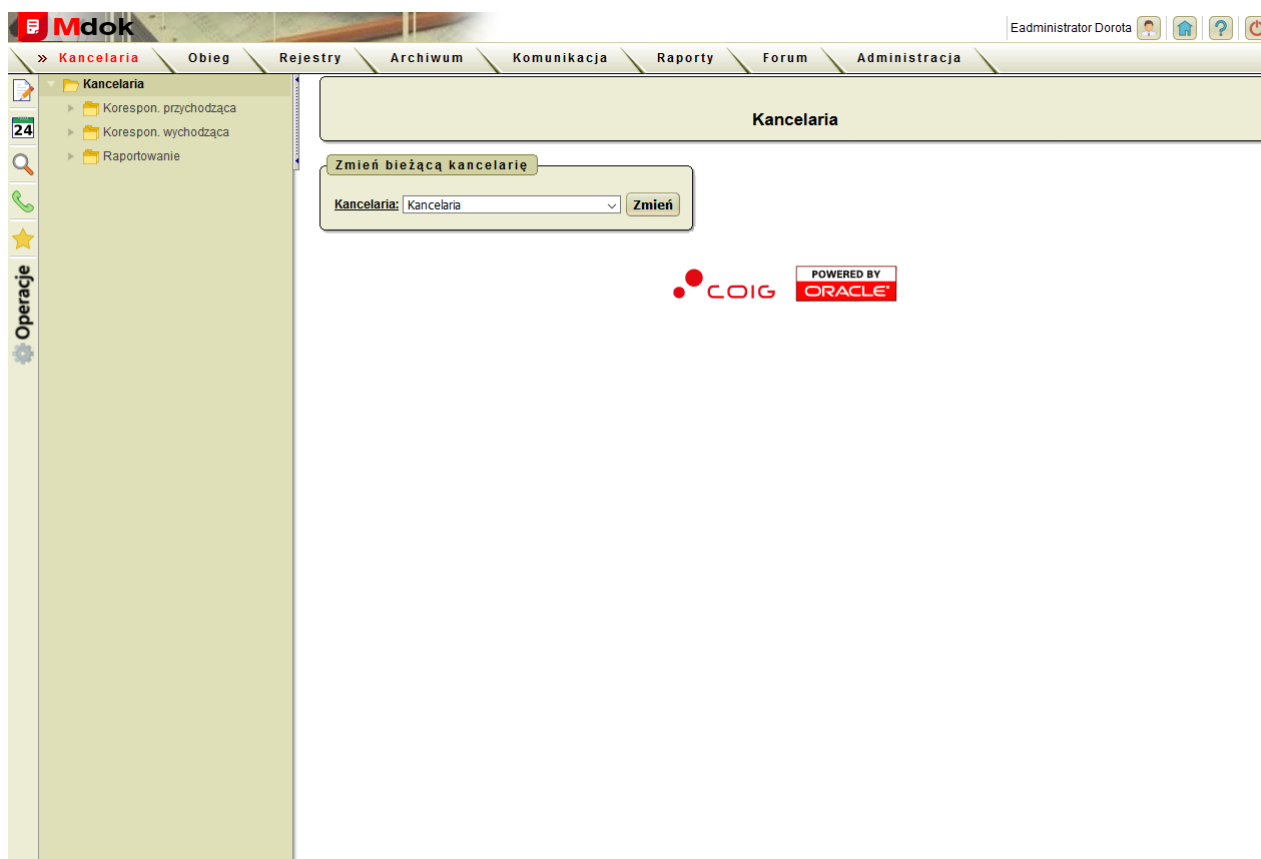 Mdok
Eadministrator Dorota
» Kancelaria Obieg Rejestry Archiwum Komunikacja Raporty Forum Administracja
Kancelaria
Korespon. przychodząca
Korespon. wychodząca
Raportowanie
24
Operacje
Kancelaria
Zmień bieżącą kancelarię
Kancelaria: Kancelaria Zmień
COIG
POWERED BY
ORACLE